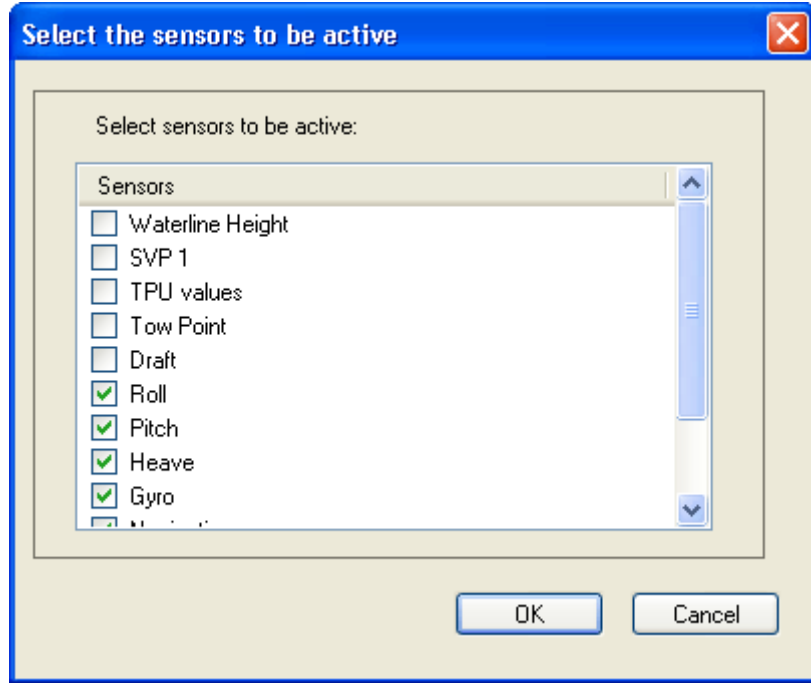 Select the sensors to be active
Select sensors to be active:
Sensors
Waterline Height
SVP 1
TPU values
Tow Point
Draft
Roll
Pitch
Heave
Gyro
OK
Cancel